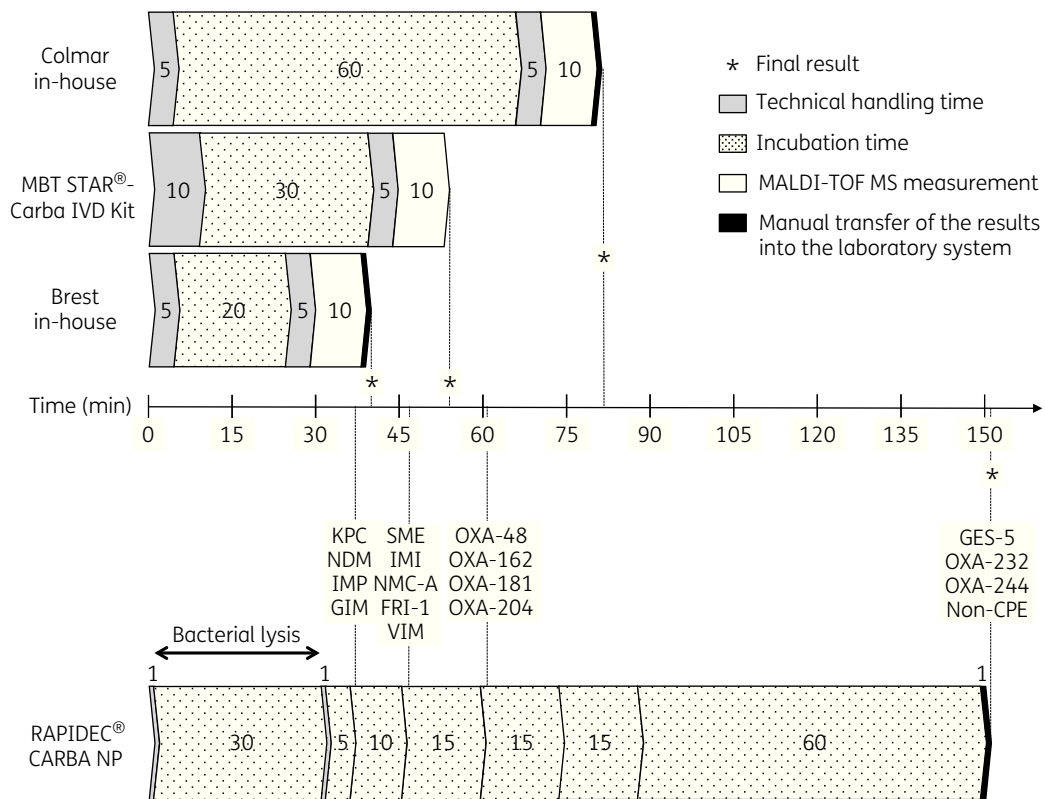 Colmar
in-house
5 60 5 10
* Final result
Technical handling time
Incubation time
MALDI-TOF MS measurement
Manual transfer of the results
into the laboratory system
MBT STAR®-
Carba IVD Kit
10 30 5 10
*
Brest
in-house
5 20 5 10
* *
Time (min)
0 15 30 45 60 75 90 105 120 135 150
*
KPC
NDM
IMP
GIM
SME
IMI
NMC-A
FRI-1
VIM
OXA-48
OXA-162
OXA-181
OXA-204
GES-5
OXA-232
OXA-244
Non-CPE
Bacterial lysis
1 1 1
RAPIDEC®
CARBA NP
30 5 10 15 15 15 60